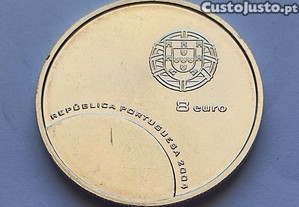 CustoJusto.pt
8 euro
REPÚBLICA PORTUGUESA 2004